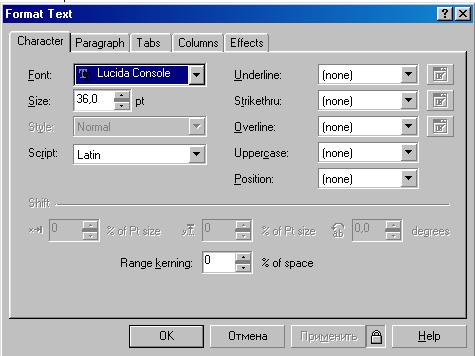 Format Text
Character Paragraph Tabs Columns Effects
Font: Lucida Console Underline: (none)
Size: 36,0 pt Strikethru: (none)
Style: Normal Overline: (none)
Script: Latin Uppercase: (none)
Position: (none)
Shift
0 % of Pt size 0 % of Pt size ab 0,0 degrees
Range kerning: 0 % of space
OK Отмена Применить Help